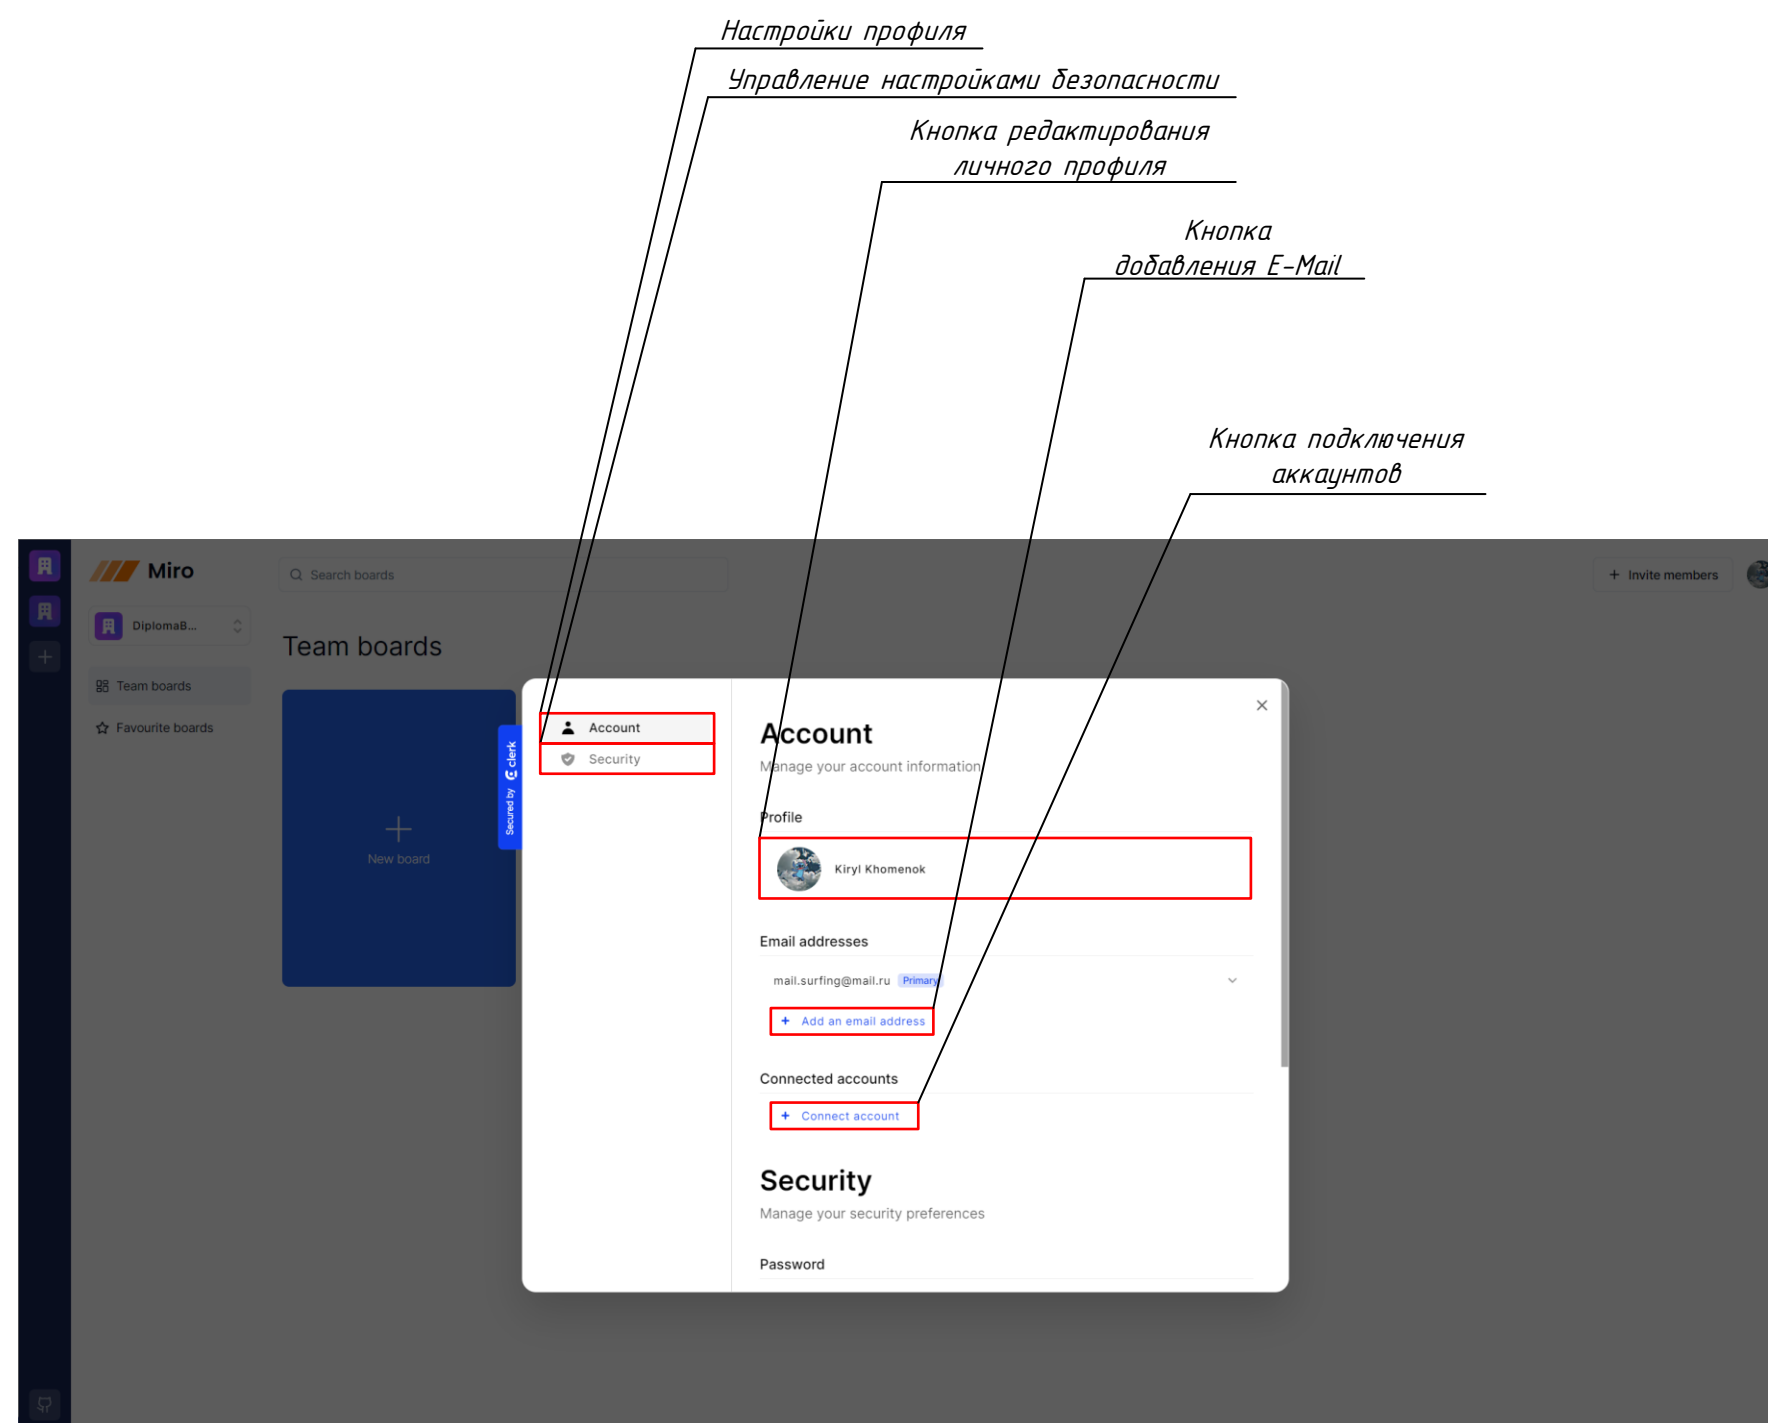 Настройки профиля
Управление настройками безопасности
Кнопка редактирования
личного профиля
Кнопка
добавления E-Mail
Кнопка подключения
аккаунтов
Miro
Search boards
+ Invite members
DiplomaB...
Team boards
Team boards
Favourite boards
New board
Secured by clerk
Account
Security
Account
Manage your account information
Profile
Kiryl Khomenok
Email addresses
mail.surfing@mail.ru Primary
+ Add an email address
Connected accounts
+ Connect account
Security
Manage your security preferences
Password